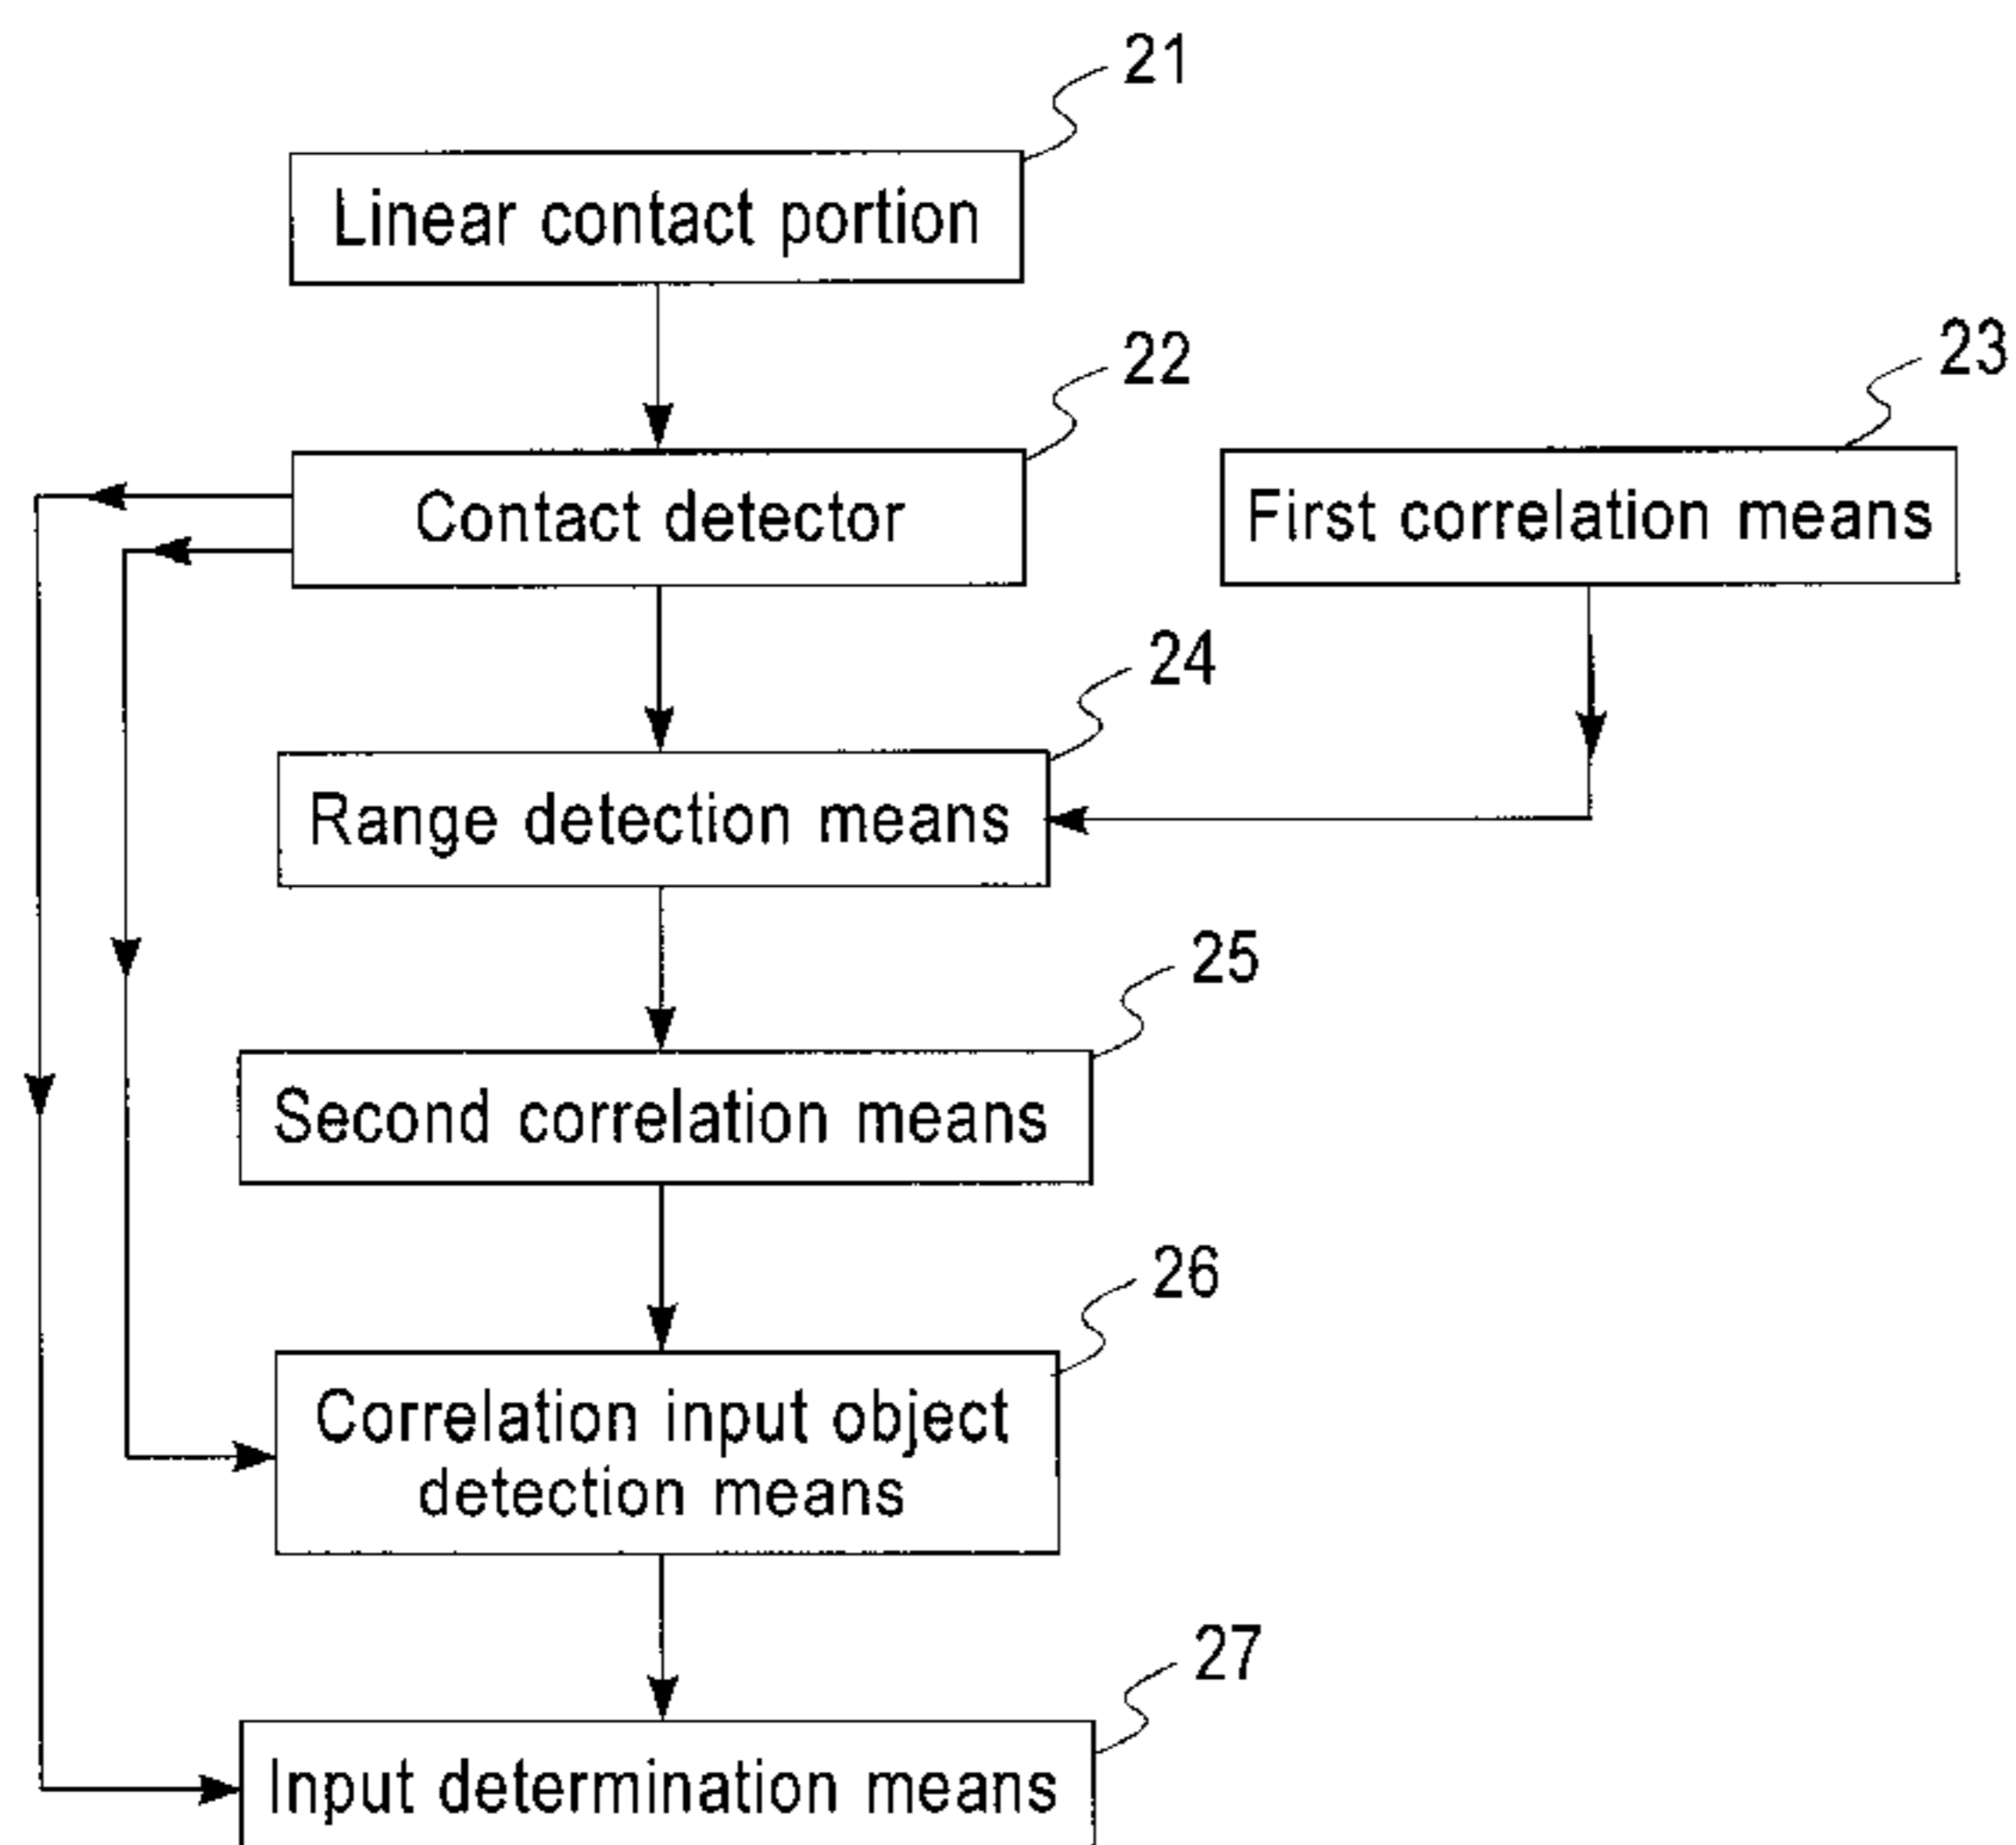 21
Linear contact portion
22
Contact detector
23
First correlation means
24
Range detection means
25
Second correlation means
26
Correlation input object
detection means
27
Input determination means